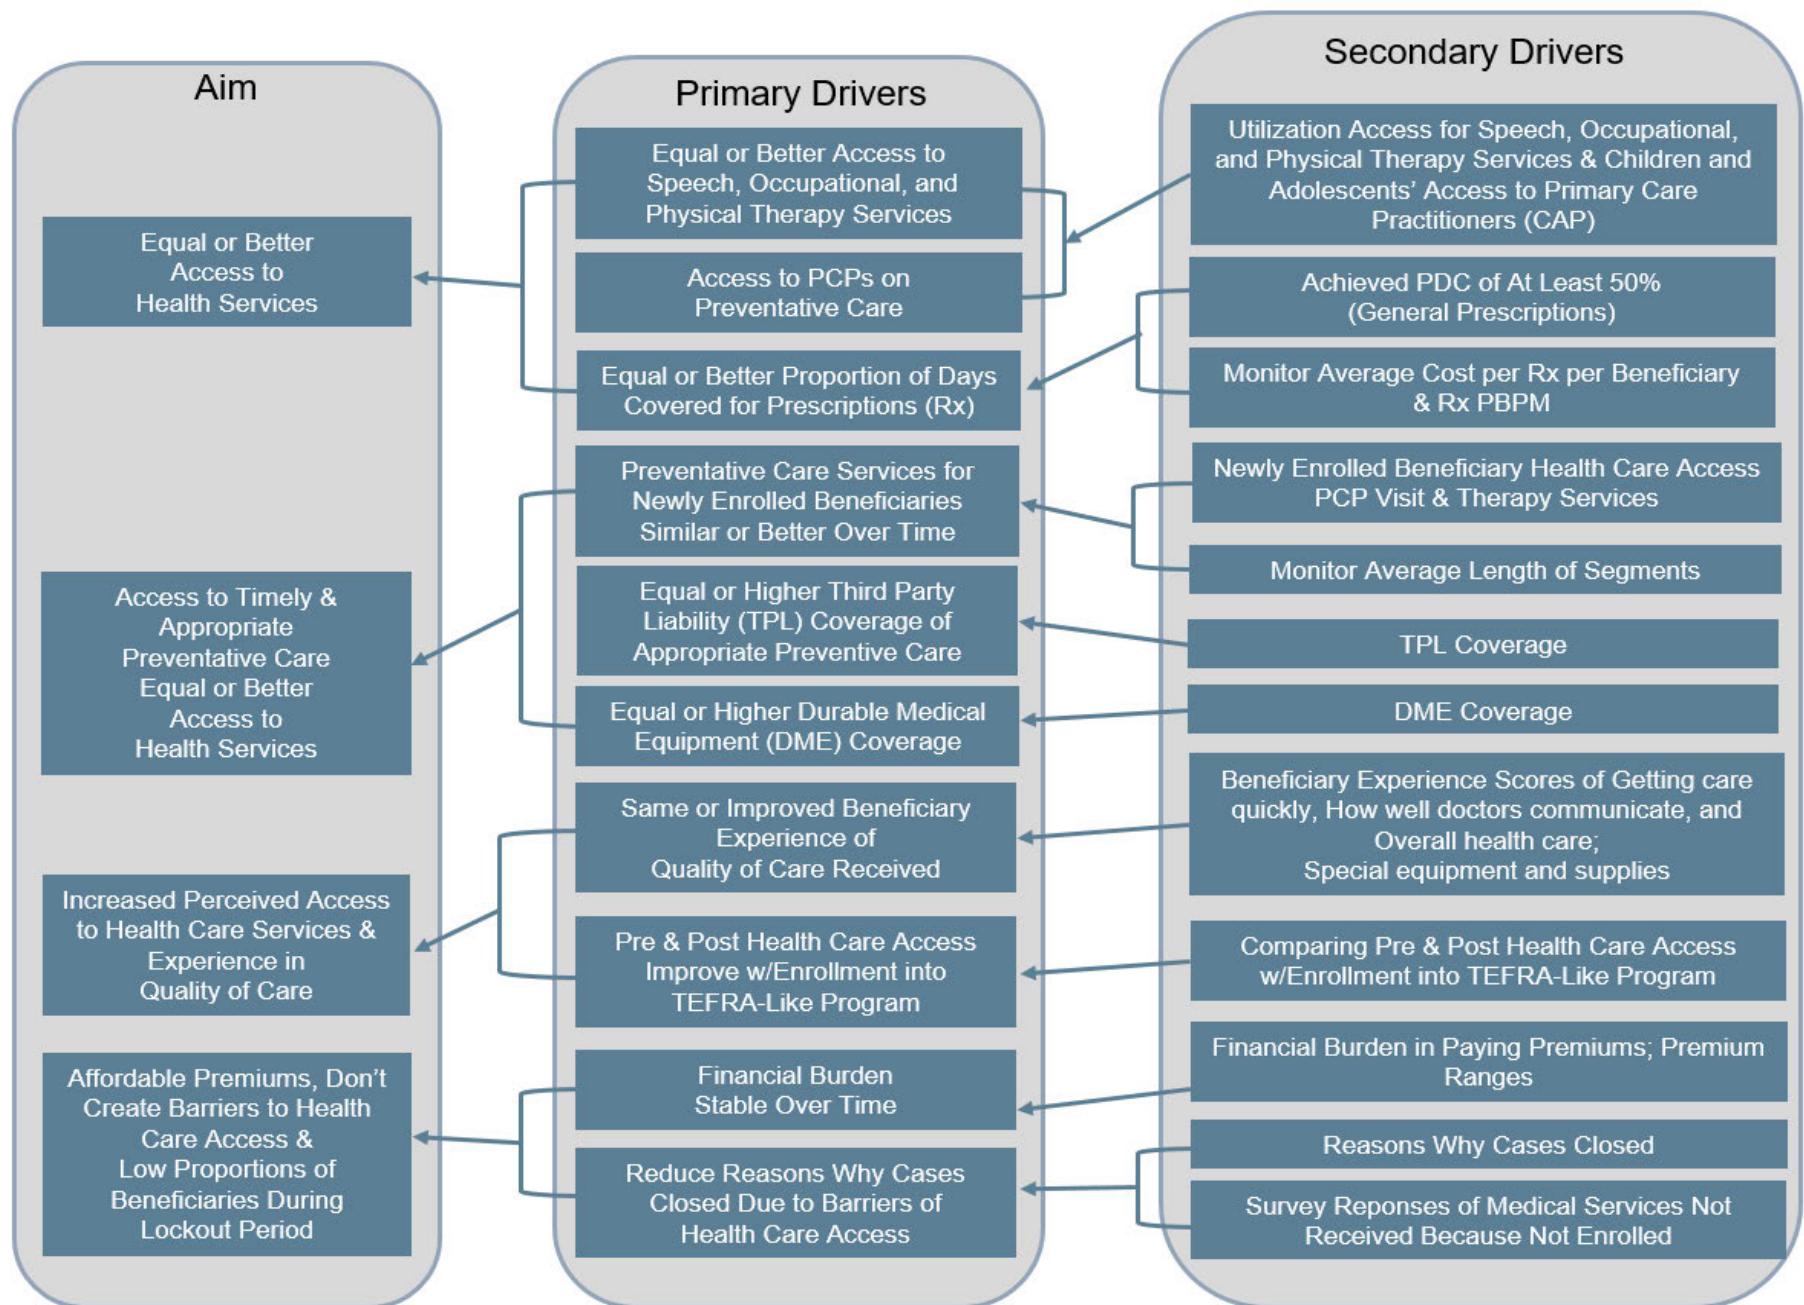 Aim
Equal or Better
Access to
Health Services
Access to Timely &
Appropriate
Preventative Care
Equal or Better
Access to
Health Services
Increased Perceived Access
to Health Care Services &
Experience in
Quality of Care
Affordable Premiums, Don't
Create Barriers to Health
Care Access &
Low Proportions of
Beneficiaries During
Lockout Period
Primary Drivers
Equal or Better Access to
Speech, Occupational, and
Physical Therapy Services
Access to PCPs on
Preventative Care
Equal or Better Proportion of Days
Covered for Prescriptions (Rx)
Preventative Care Services for
Newly Enrolled Beneficiaries
Similar or Better Over Time
Equal or Higher Third Party
Liability (TPL) Coverage of
Appropriate Preventive Care
Equal or Higher Durable Medical
Equipment (DME) Coverage
Same or Improved Beneficiary
Experience of
Quality of Care Received
Pre & Post Health Care Access
Improve w/Enrollment into
TEFRA-Like Program
Financial Burden
Stable Over Time
Reduce Reasons Why Cases
Closed Due to Barriers of
Health Care Access
Secondary Drivers
Utilization Access for Speech, Occupational,
and Physical Therapy Services & Children and
Adolescents' Access to Primary Care
Practitioners (CAP)
Achieved PDC of At Least 50%
(General Prescriptions)
Monitor Average Cost per Rx per Beneficiary
& Rx PBPM
Newly Enrolled Beneficiary Health Care Access
PCP Visit & Therapy Services
Monitor Average Length of Segments
TPL Coverage
DME Coverage
Beneficiary Experience Scores of Getting care
quickly, How well doctors communicate, and
Overall health care;
Special equipment and supplies
Comparing Pre & Post Health Care Access
w/Enrollment into TEFRA-Like Program
Financial Burden in Paying Premiums; Premium
Ranges
Reasons Why Cases Closed
Survey Reponses of Medical Services Not
Received Because Not Enrolled